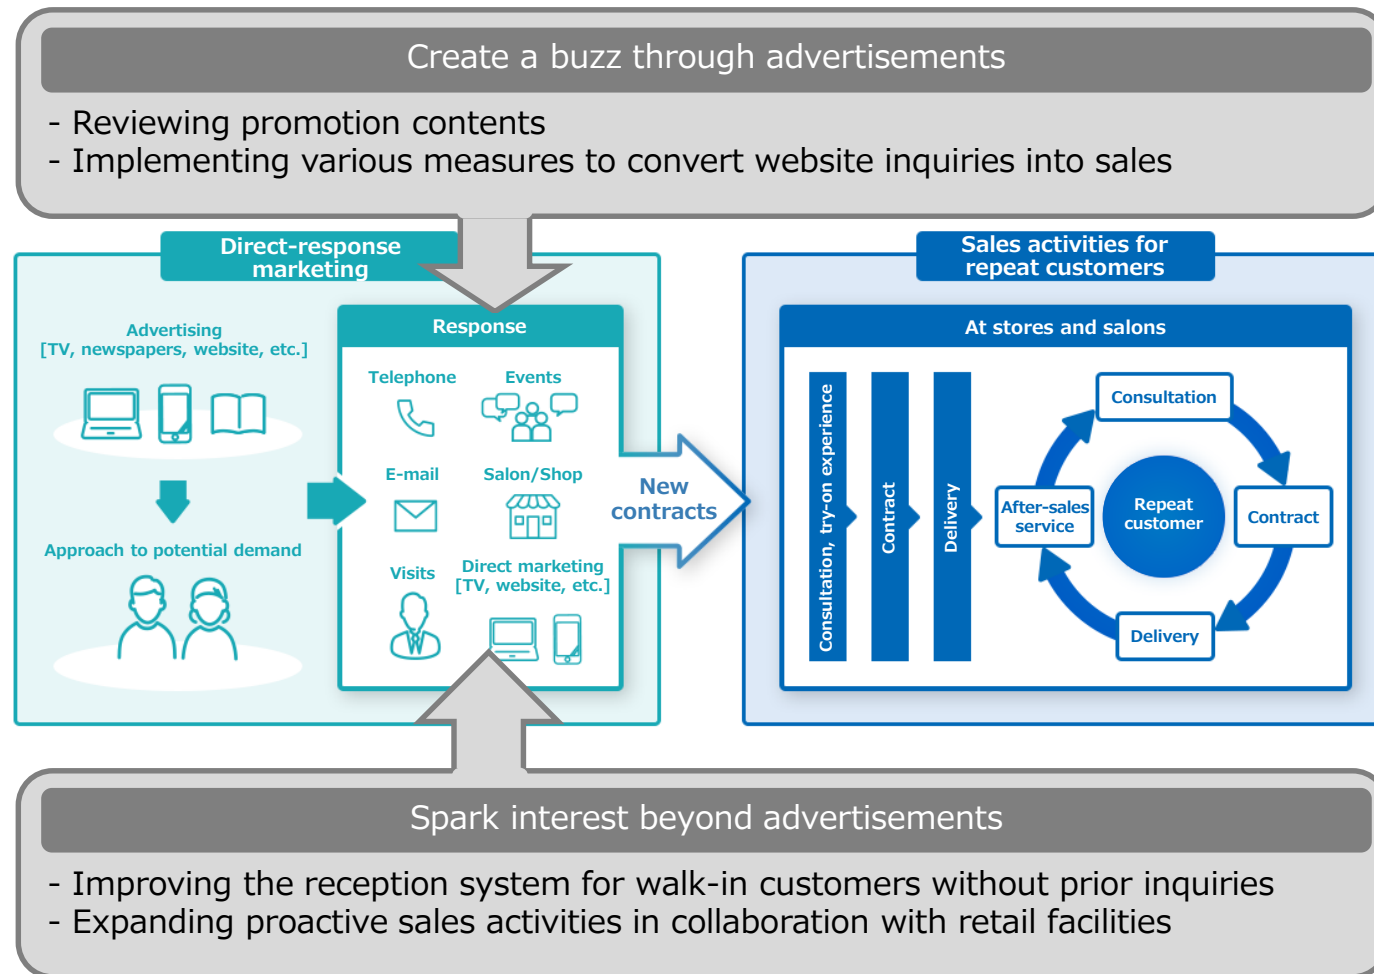 Create a buzz through advertisements
- Reviewing promotion contents
- Implementing various measures to convert website inquiries into sales
Direct-response
marketing
Advertising
[TV, newspapers, website, etc.]
Approach to potential demand
Response
Telephone
Events
E-mail
Salon/Shop
Visits
Direct marketing
[TV, website, etc.]
New
contracts
Sales activities for
repeat customers
At stores and salons
Consultation, try-on experience
Contract
Delivery
Consultation
Contract
Delivery
After-sales
service
Repeat
customer
Spark interest beyond advertisements
- Improving the reception system for walk-in customers without prior inquiries
- Expanding proactive sales activities in collaboration with retail facilities